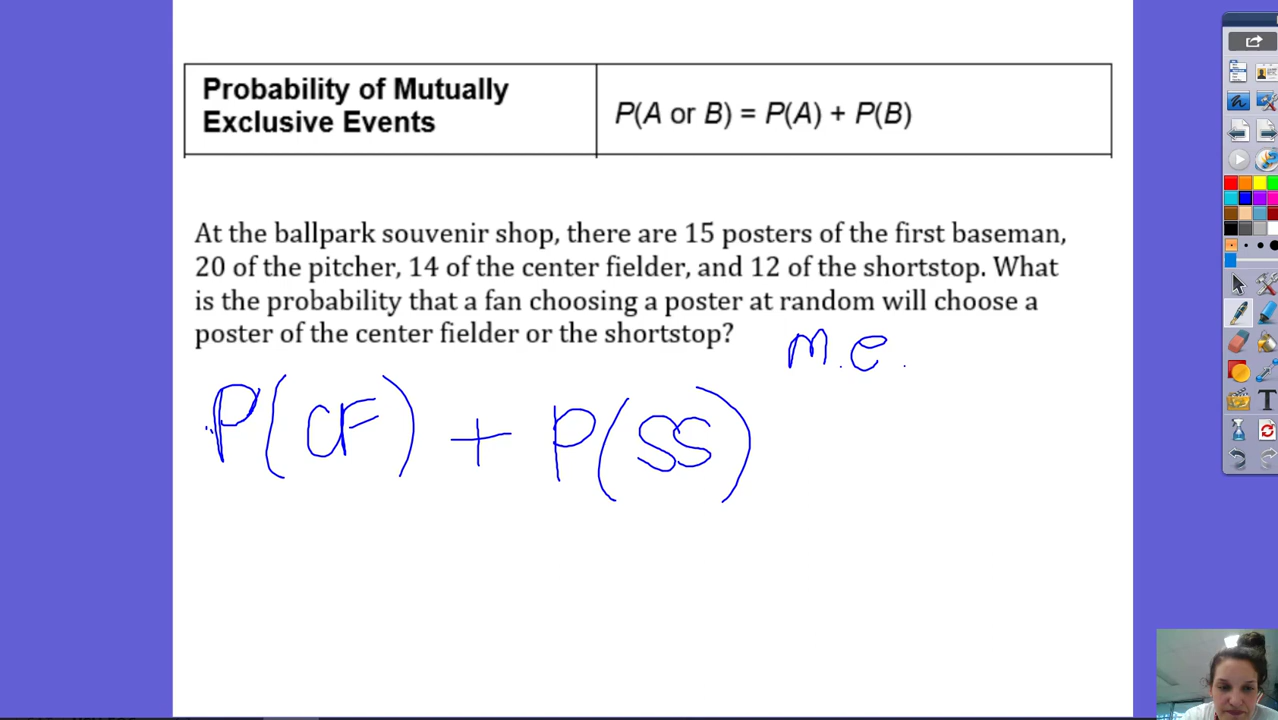 Probability of Mutually
Exclusive Events
P(A or B) = P(A) + P(B)
At the ballpark souvenir shop, there are 15 posters of the first baseman,
20 of the pitcher, 14 of the center fielder, and 12 of the shortstop. What
is the probability that a fan choosing a poster at random will choose a
poster of the center fielder or the shortstop?
m.e.
P(CF) + P(SS)
T